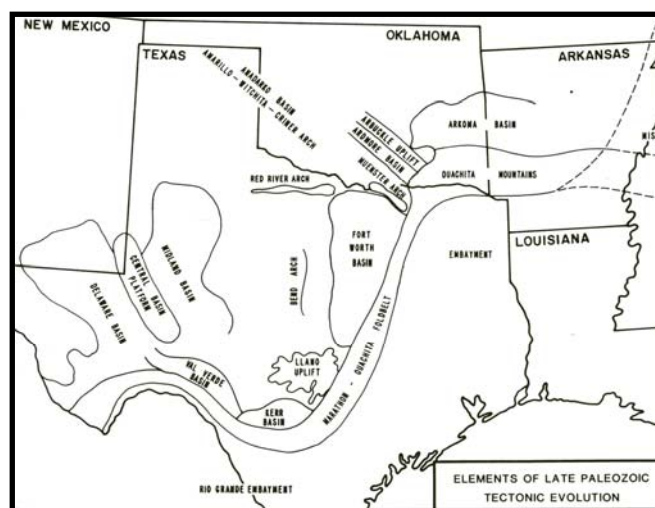 NEW MEXICO
OKLAHOMA
TEXAS
ARKANSAS
ANADARKO BASIN
AMARILLO-WITCHITA-CRINER ARCH
ARBUCKLE UPLIFT
ARDMORE BASIN
MUENSTER ARCH
ARKOMA BASIN
MIS
RED RIVER ARCH
OUACHITA MOUNTAINS
FORT
WORTH
BASIN
LOUISIANA
EMBAYMENT
MIDLAND BASIN
CENTRAL BASIN
PLATFORM
DELAWARE BASIN
BEND ARCH
VAL VERDE
BASIN
LLANO
UPLIFT
KERR
BASIN
MARATHON - OUACHITA FOLDBELT
RIO GRANDE EMBAYMENT
ELEMENTS OF LATE PALEOZOIC
TECTONIC EVOLUTION